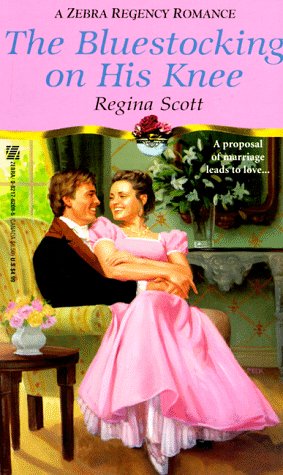 A ZEBRA REGENCY ROMANCE
The Bluestocking
on His Knee
Regina Scott
A proposal
of marriage
leads to love...